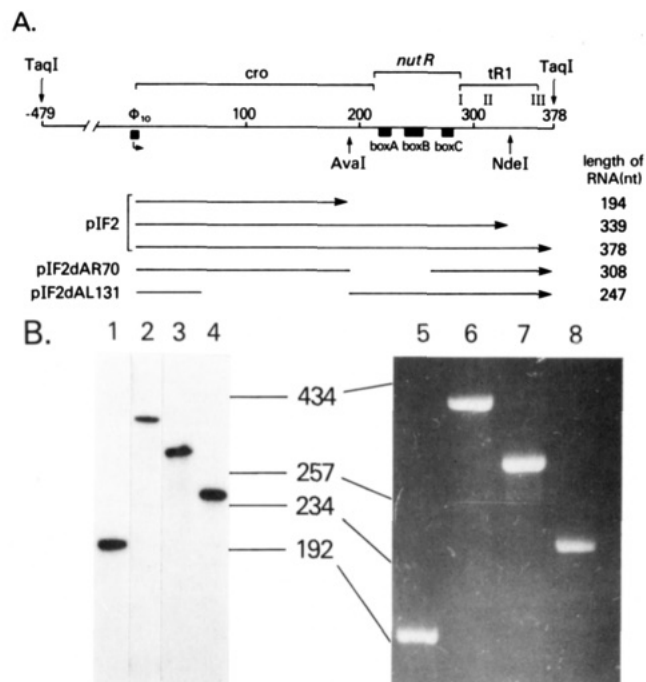 A.
cro
nutR
tR1
TaqI
TaqI
I II III
-479
Φ10
100
200
300
378
boxA
boxB
boxC
AvaI
NdeI
length of
RNA(nt)
pIF2
194
339
378
pIF2dAR70
308
pIF2dAL131
247
B.
1 2 3 4
5 6 7 8
434
257
234
192